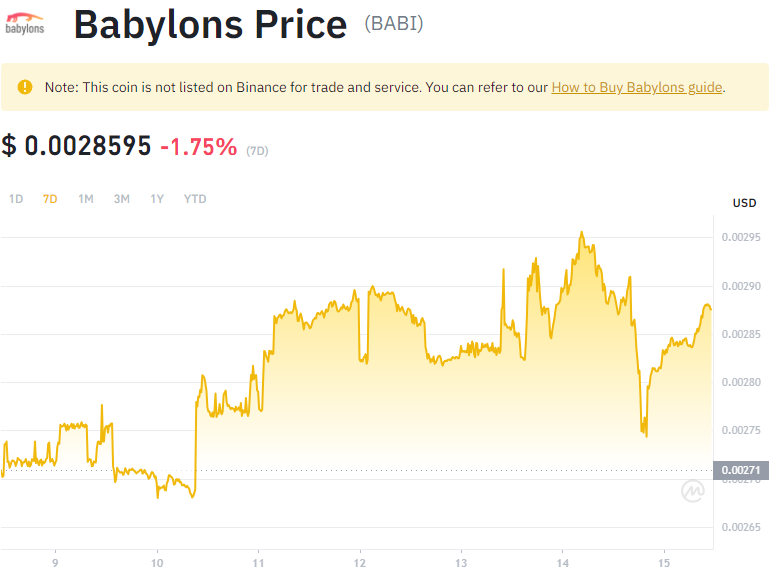 babylons
Babylons Price (BABI)
Note: This coin is not listed on Binance for trade and service. You can refer to our How to Buy Babylons guide.
$ 0.0028595 -1.75% (7D)
1D 7D 1M 3M 1Y YTD
USD
0.00295
0.00290
0.00285
0.00280
0.00275
0.00271
0.00270
0.00265
9 10 11 12 13 14 15